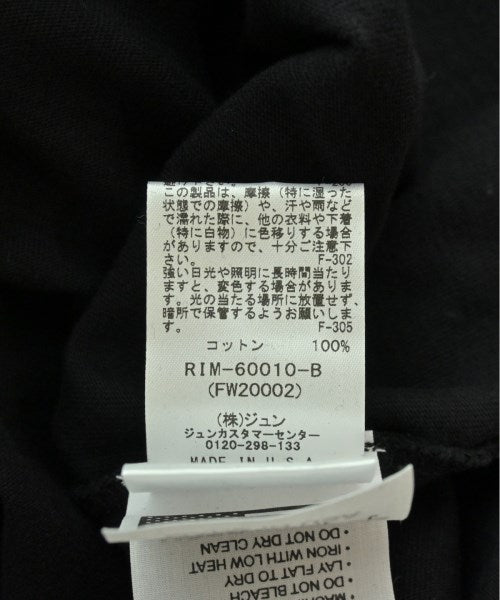 この製品は、摩擦（特に湿った
状態での摩擦）や、汗や雨など
で濡れた際に、他の衣料や下着
（特に白物）に色移りする場合
がありますので、十分ご注意下
さい。 F-302
強い日光や照明に長時間当たり
ますと、変色する場合がありま
す。光の当たる場所に放置せず、
暗所で保管するようお願いしま
す。 F-305
コットン 100%
RIM-60010-B
(FW20002)
(株)ジュン
ジュンカスタマーセンター
0120-298-133
MADE IN U.S.A
• DO NOT DRY CLEAN
• IRON WITH LOW HEAT
• LAY FLAT TO DRY
• DO NOT BLEACH